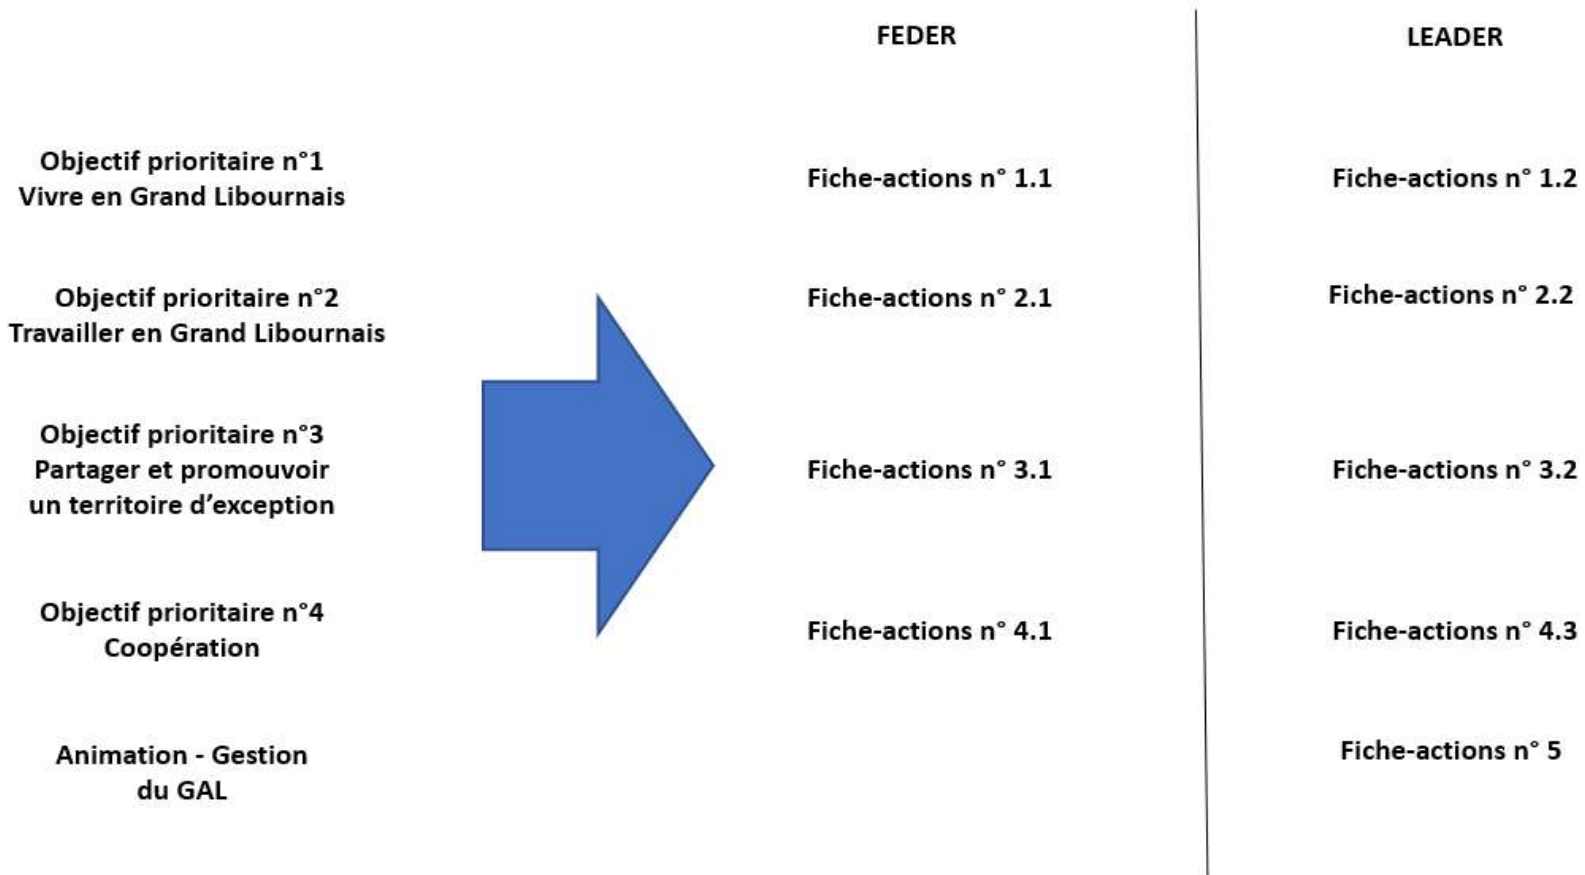 FEDER
LEADER
Objectif prioritaire n°1
Vivre en Grand Libournais
Fiche-actions n° 1.1
Fiche-actions n° 1.2
Objectif prioritaire n°2
Travailler en Grand Libournais
Fiche-actions n° 2.1
Fiche-actions n° 2.2
Objectif prioritaire n°3
Partager et promouvoir
un territoire d’exception
Fiche-actions n° 3.1
Fiche-actions n° 3.2
Objectif prioritaire n°4
Coopération
Fiche-actions n° 4.1
Fiche-actions n° 4.3
Animation - Gestion
du GAL
Fiche-actions n° 5